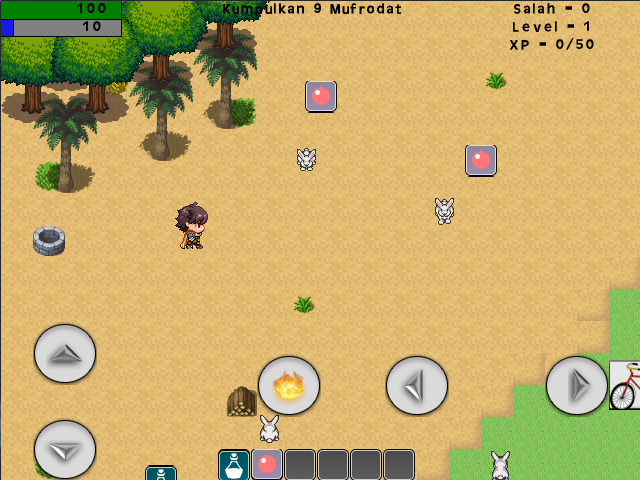 100
10
Kumpulkan 9 Mufrodat
Salah = 0
Level = 1
XP = 0/50